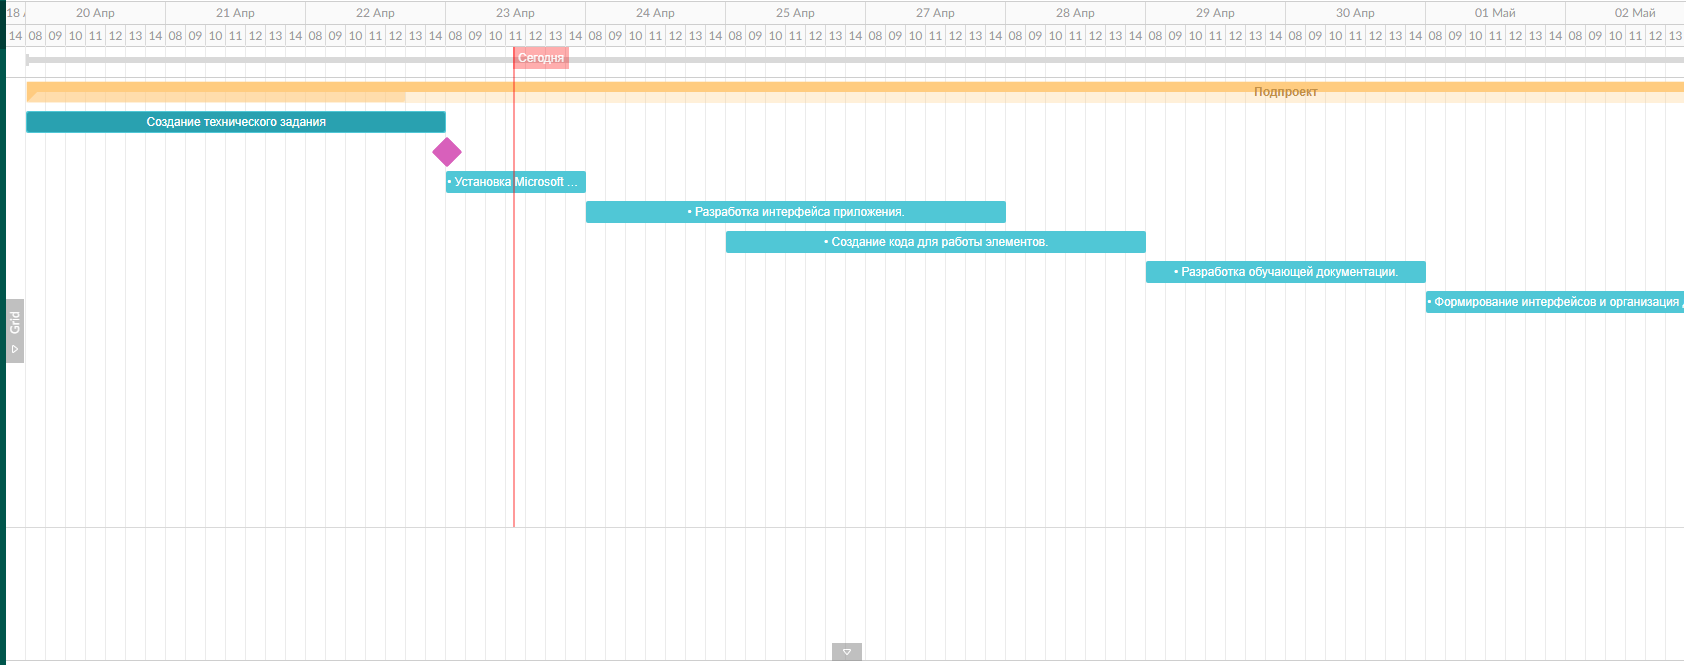 18 20 Апр 21 Апр 22 Апр 23 Апр 24 Апр 25 Апр 27 Апр 28 Апр 29 Апр 30 Апр 01 Май 02 Май
14 08 09 10 11 12 13 14 08 09 10 11 12 13 14 08 09 10 11 12 13 14 08 09 10 11 12 13 14 08 09 10 11 12 13 14 08 09 10 11 12 13 14 08 09 10 11 12 13 14 08 09 10 11 12 13 14 08 09 10 11 12 13 14 08 09 10 11 12 13 14 08 09 10 11 12 13 14 08 09 10 11 12 13
Сегодня
Подпроект
Создание технического задания
• Установка Microsoft ...
• Разработка интерфейса приложения.
• Создание кода для работы элементов.
• Разработка обучающей документации.
• Формирование интерфейсов и организация
Grid